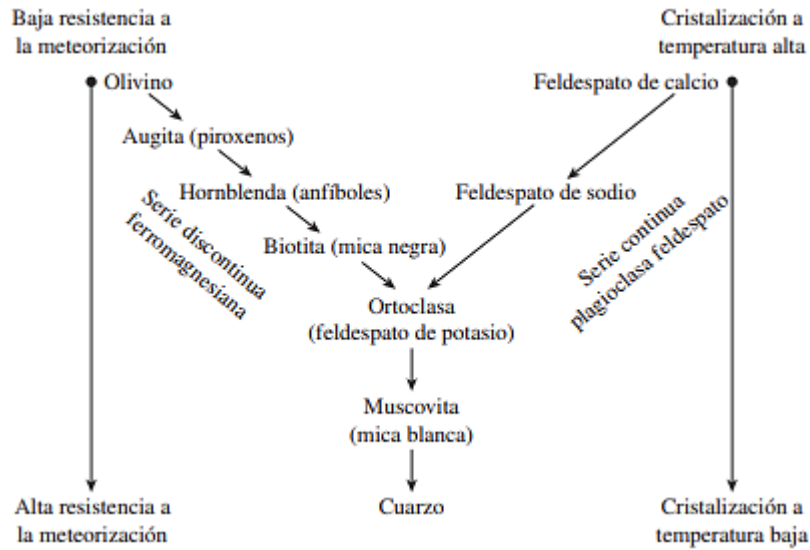 Baja resistencia a
la meteorización
Cristalización a
temperatura alta
Olivino
Feldespato de calcio
Augita (piroxenos)
Hornblenda (anfíboles)
Feldespato de sodio
Serie discontinua
ferromagnesiana
Serie continua
plagioclasa feldespato
Biotita (mica negra)
Ortoclasa
(feldespato de potasio)
Muscovita
(mica blanca)
Alta resistencia a
la meteorización
Cuarzo
Cristalización a
temperatura baja